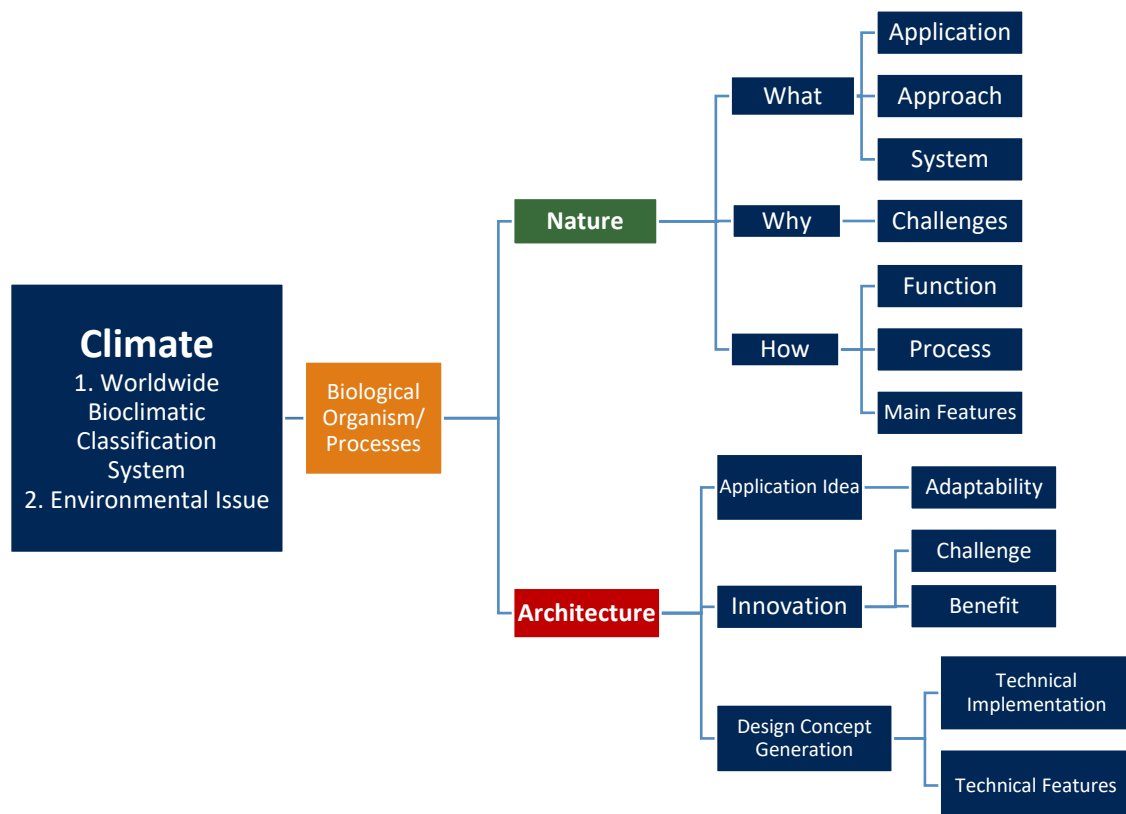 Climate
1. Worldwide
Bioclimatic
Classification
System
2. Environmental Issue
Biological
Organism/
Processes
Nature
What
Application
Approach
System
Why
Challenges
How
Function
Process
Main Features
Architecture
Application Idea
Adaptability
Innovation
Challenge
Benefit
Design Concept
Generation
Technical
Implementation
Technical Features